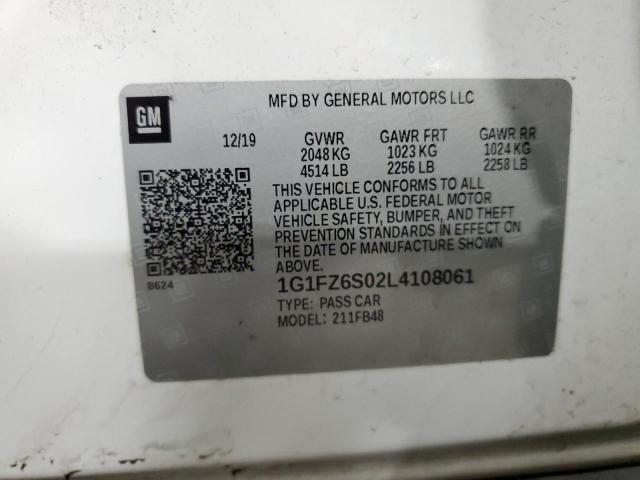 GM
MFD BY GENERAL MOTORS LLC
12/19 GVWR GAWR FRT GAWR RR
2048 KG 1023 KG 1024 KG
4514 LB 2256 LB 2258 LB
THIS VEHICLE CONFORMS TO ALL
APPLICABLE U.S. FEDERAL MOTOR
VEHICLE SAFETY, BUMPER, AND THEFT
PREVENTION STANDARDS IN EFFECT ON
THE DATE OF MANUFACTURE SHOWN
ABOVE.
8624
1G1FZ6S02L4108061
TYPE: PASS CAR
MODEL: 211FB48